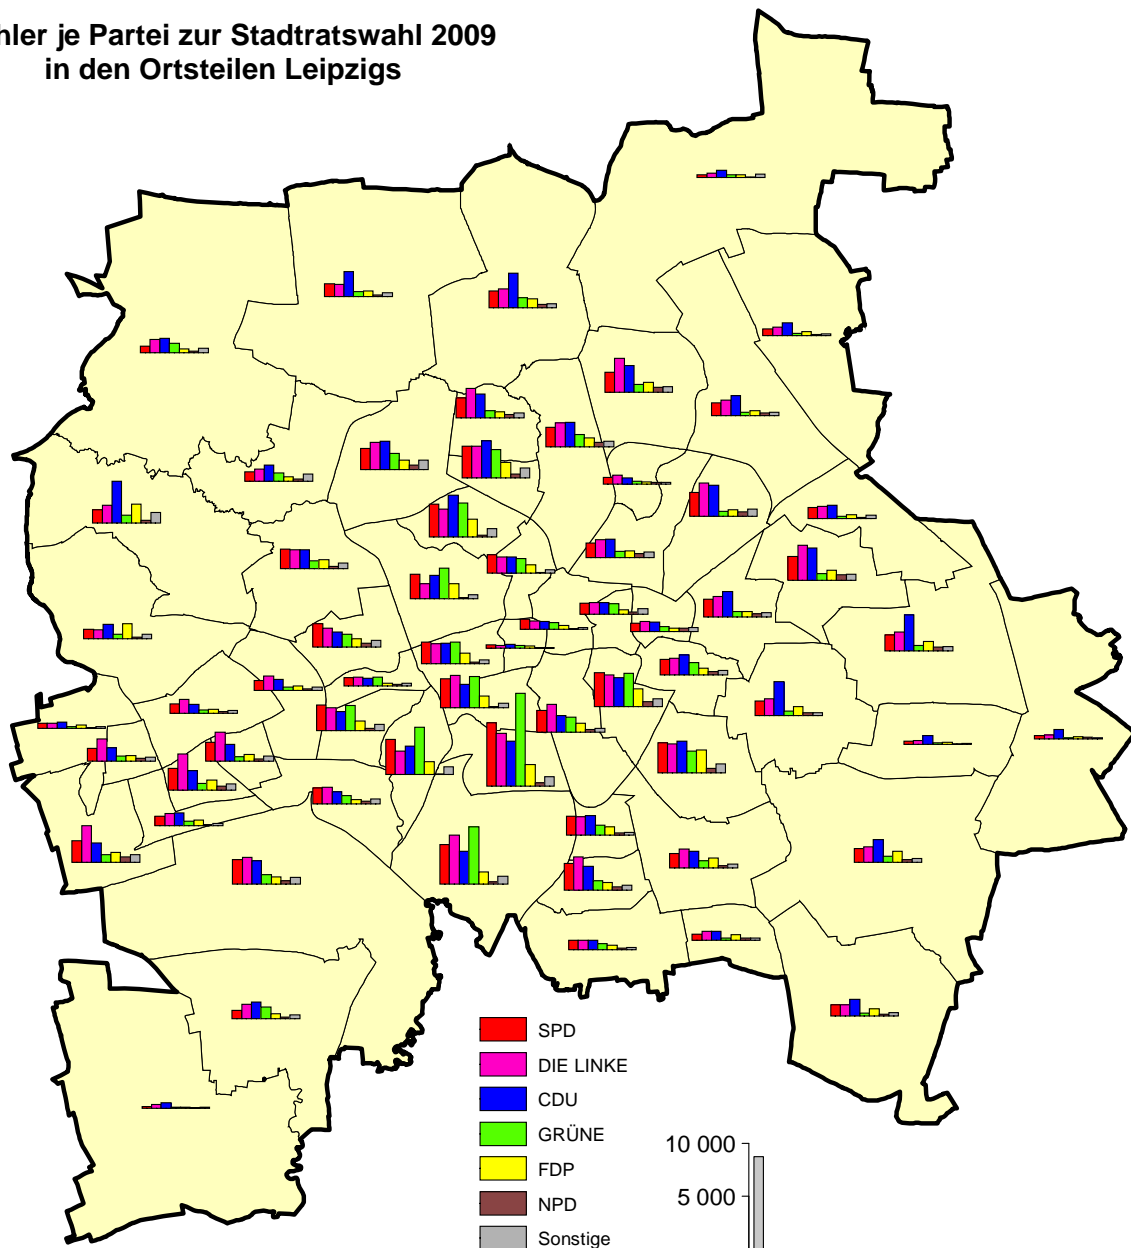 hler je Partei zur Stadtratswahl 2009
in den Ortsteilen Leipzigs
SPD
DIE LINKE
CDU
GRÜNE
FDP
NPD
Sonstige
10 000
5 000